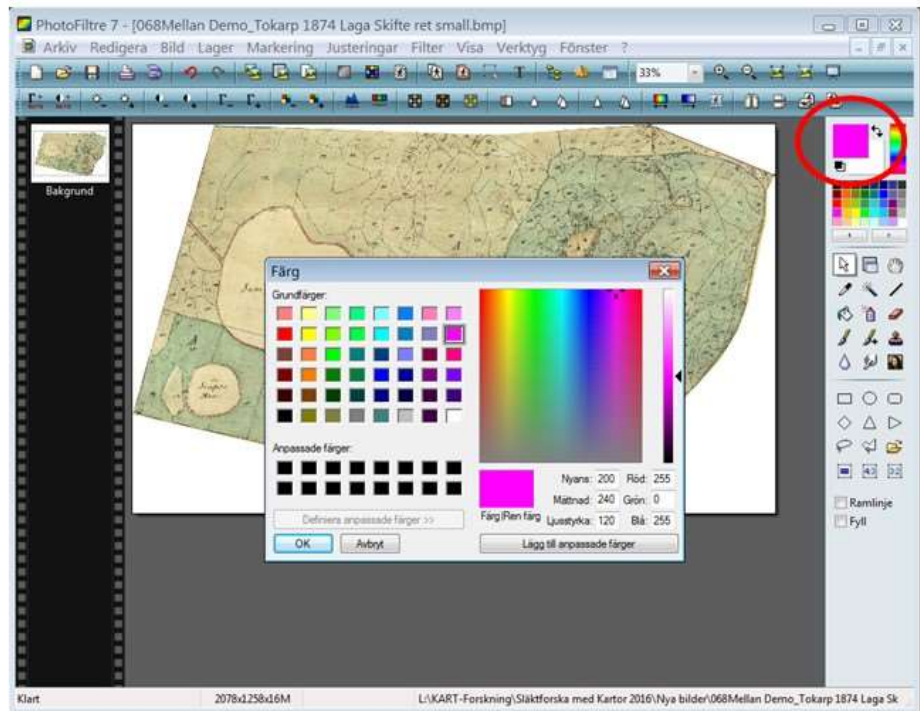 PhotoFiltre 7 - [068Mellan Demo_Tokarp 1874 Laga Skifte ret small.bmp]
Arkiv Redigera Bild Lager Markering Justeringar Filter Visa Verktyg Fönster ?
33%
Bakgrund
Färg
Grundfärger:
Anpassade färger:
Definiera anpassade färger >>
OK Avbryt
Färg|Ren färg
Nyans: 200 Röd: 255
Mättnad: 240 Grön: 0
Ljusstyrka: 120 Blå: 255
Lägg till anpassade färger
Ramlinje
Fyll
Klart 2078x1258x16M L:\KART-Forskning\Släktforska med Kartor 2016\Nya bilder\068Mellan Demo_Tokarp 1874 Laga Sk